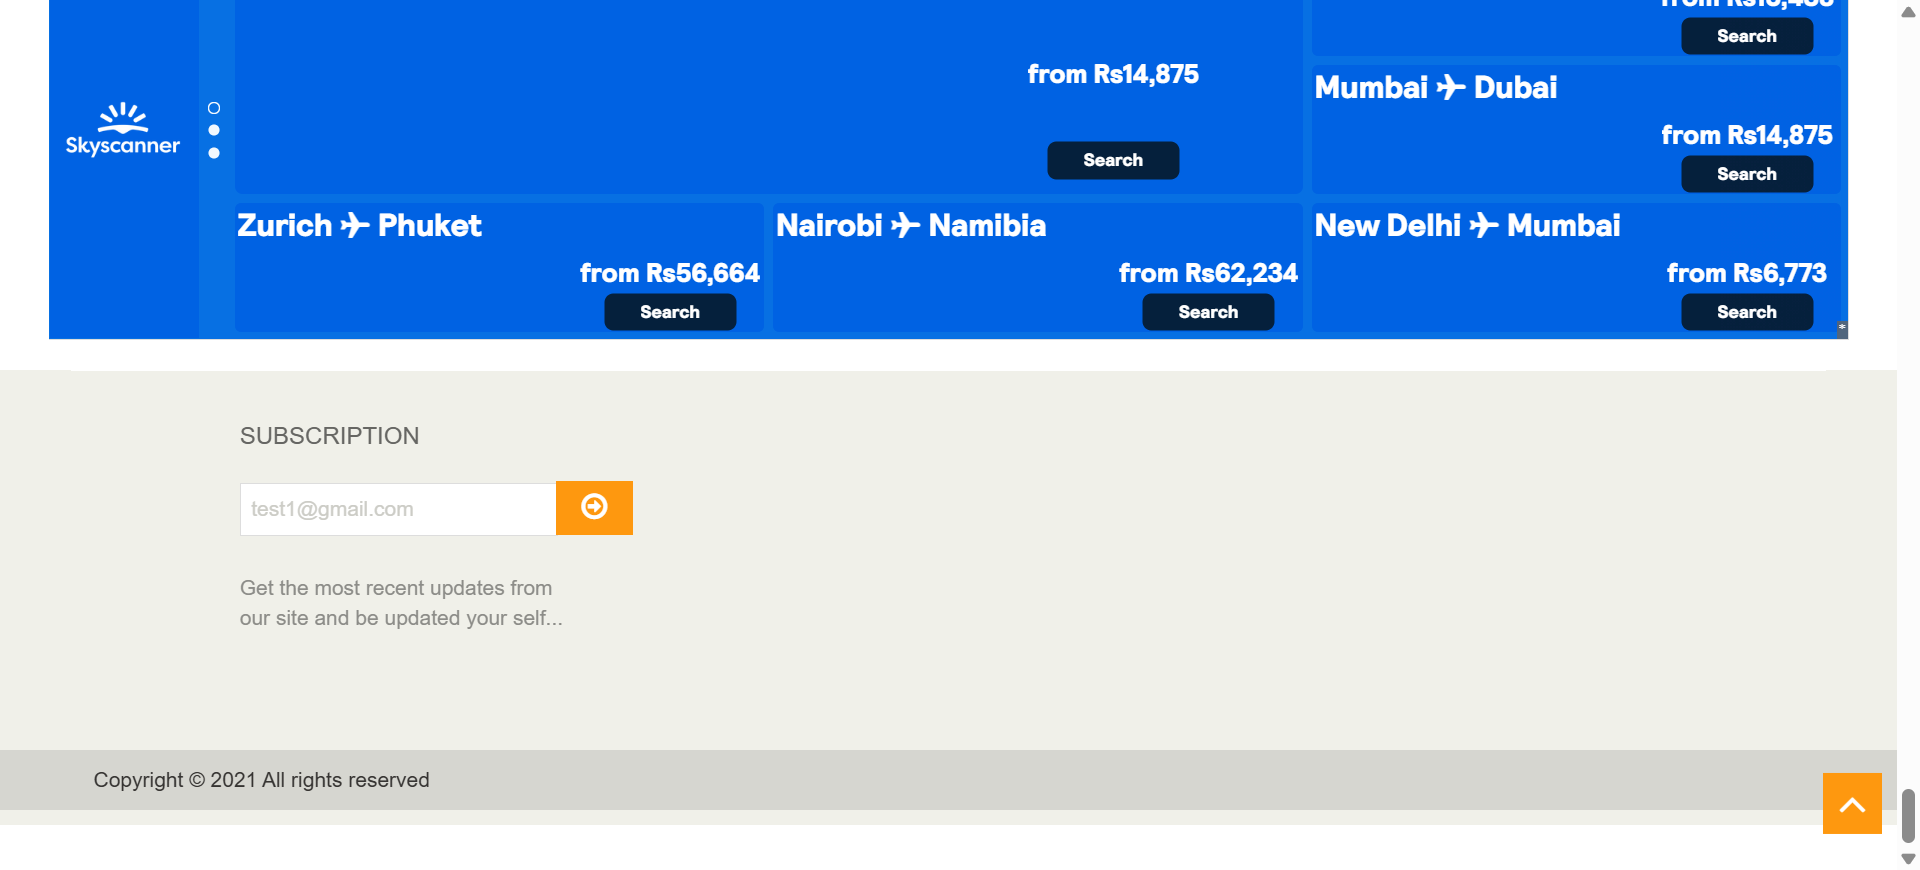 from Rs14,875
Search
Search
Mumbai ✈ Dubai
from Rs14,875
Search
Skyscanner
Zurich ✈ Phuket
from Rs56,664
Search
Nairobi ✈ Namibia
from Rs62,234
Search
New Delhi ✈ Mumbai
from Rs6,773
Search
*
SUBSCRIPTION
test1@gmail.com
Get the most recent updates from
our site and be updated your self...
Copyright © 2021 All rights reserved